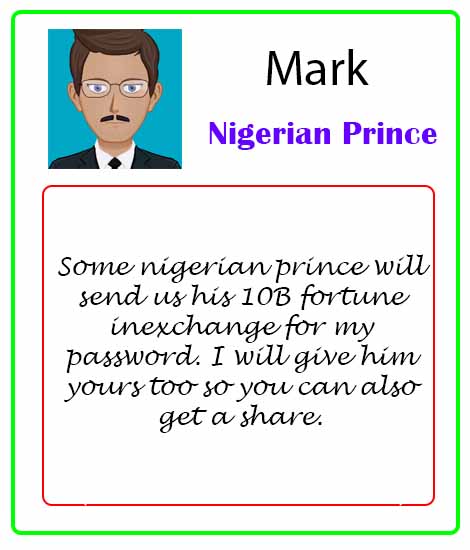 Mark
Nigerian Prince
Some nigerian prince will
send us his 10B fortune
inexchange for my
password. I will give him
yours too so you can also
get a share.